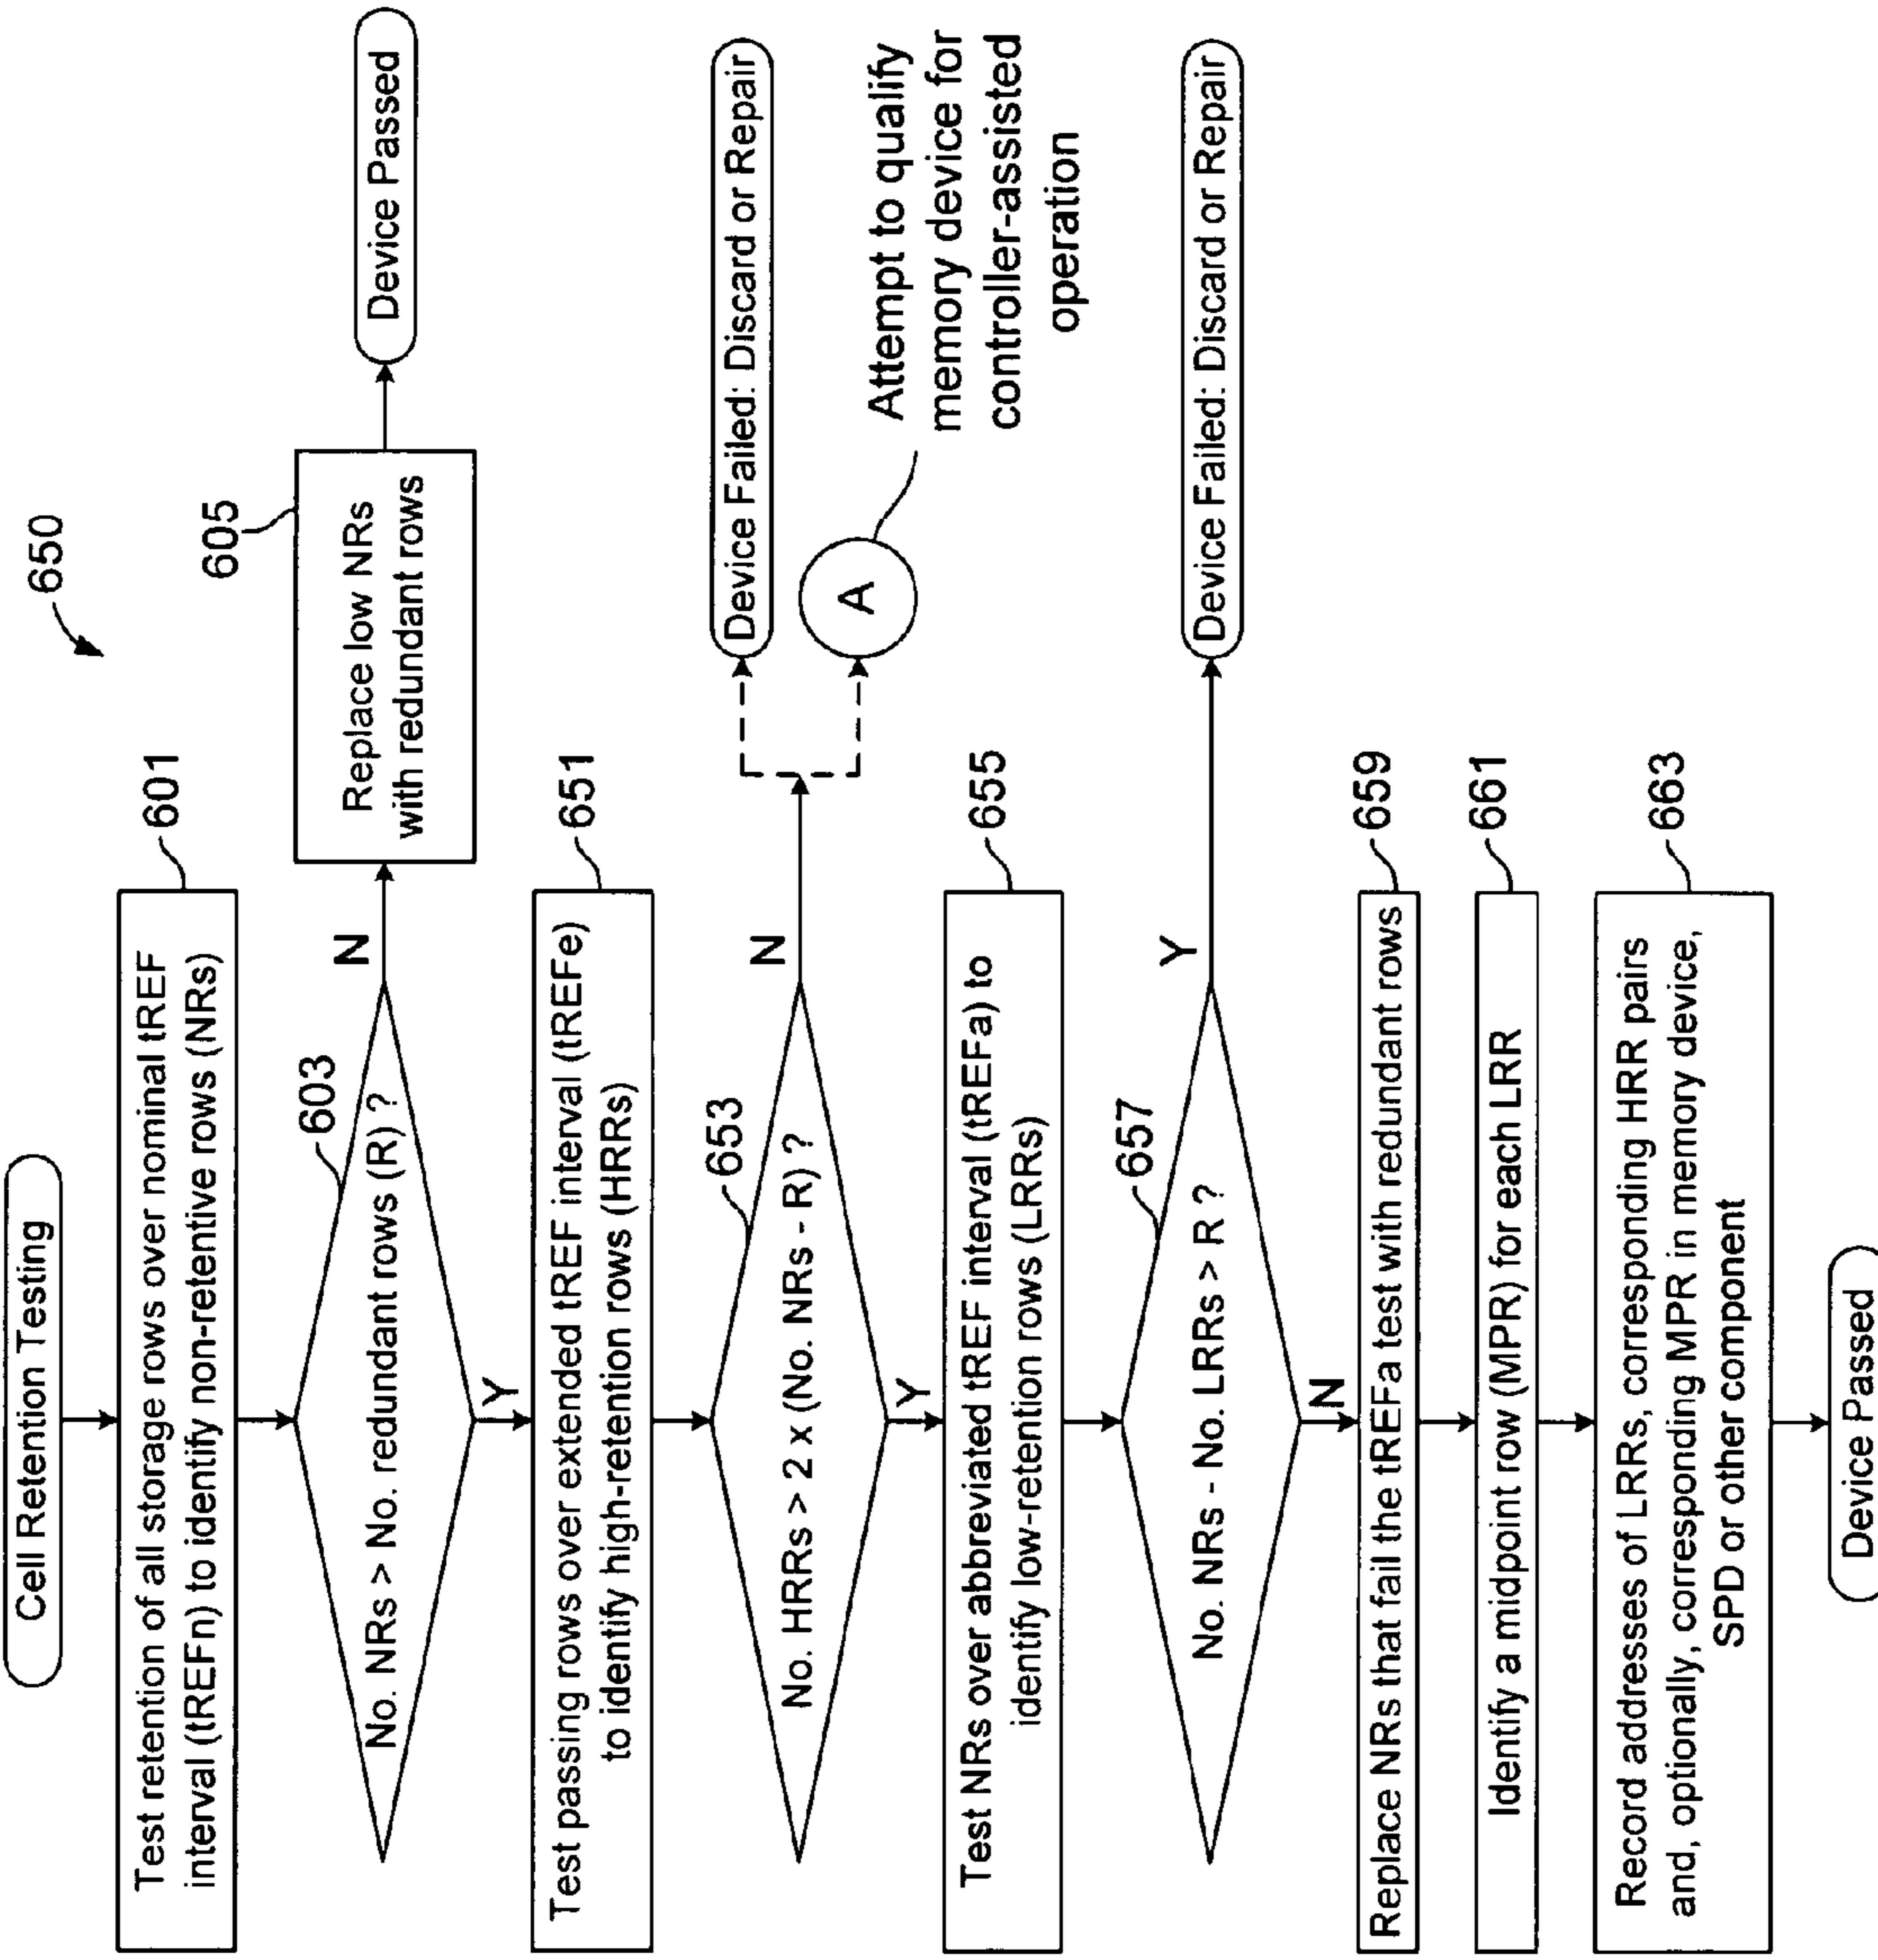 650
Cell Retention Testing
601
Test retention of all storage rows over nominal tREF
interval (tREFn) to identify non-retentive rows (NRs)
603
No. NRs > No. redundant rows (R) ?
N
605
Replace low NRs
with redundant rows
Device Passed
Y
651
Test passing rows over extended tREF interval (tREFe)
to identify high-retention rows (HRRs)
653
No. HRRs > 2 x (No. NRs - R) ?
N
Device Failed: Discard or Repair
A
Attempt to qualify
memory device for
controller-assisted
operation
Y
655
Test NRs over abbreviated tREF interval (tREFa) to
identify low-retention rows (LRRs)
657
No. NRs - No. LRRs > R ?
Y
Device Failed: Discard or Repair
N
659
Replace NRs that fail the tREFa test with redundant rows
661
Identify a midpoint row (MPR) for each LRR
663
Record addresses of LRRs, corresponding HRR pairs
and, optionally, corresponding MPR in memory device,
SPD or other component
Device Passed